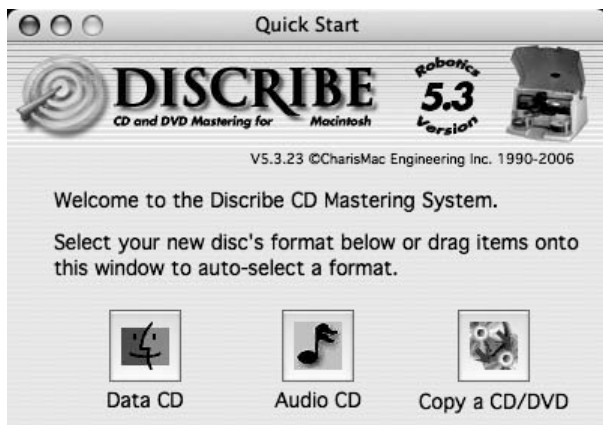 Quick Start
DISCRIBE
CD and DVD Mastering for Macintosh
Robotics
5.3
Version
V5.3.23 ©CharisMac Engineering Inc. 1990-2006
Welcome to the Discribe CD Mastering System.
Select your new disc's format below or drag items onto
this window to auto-select a format.
Data CD Audio CD Copy a CD/DVD